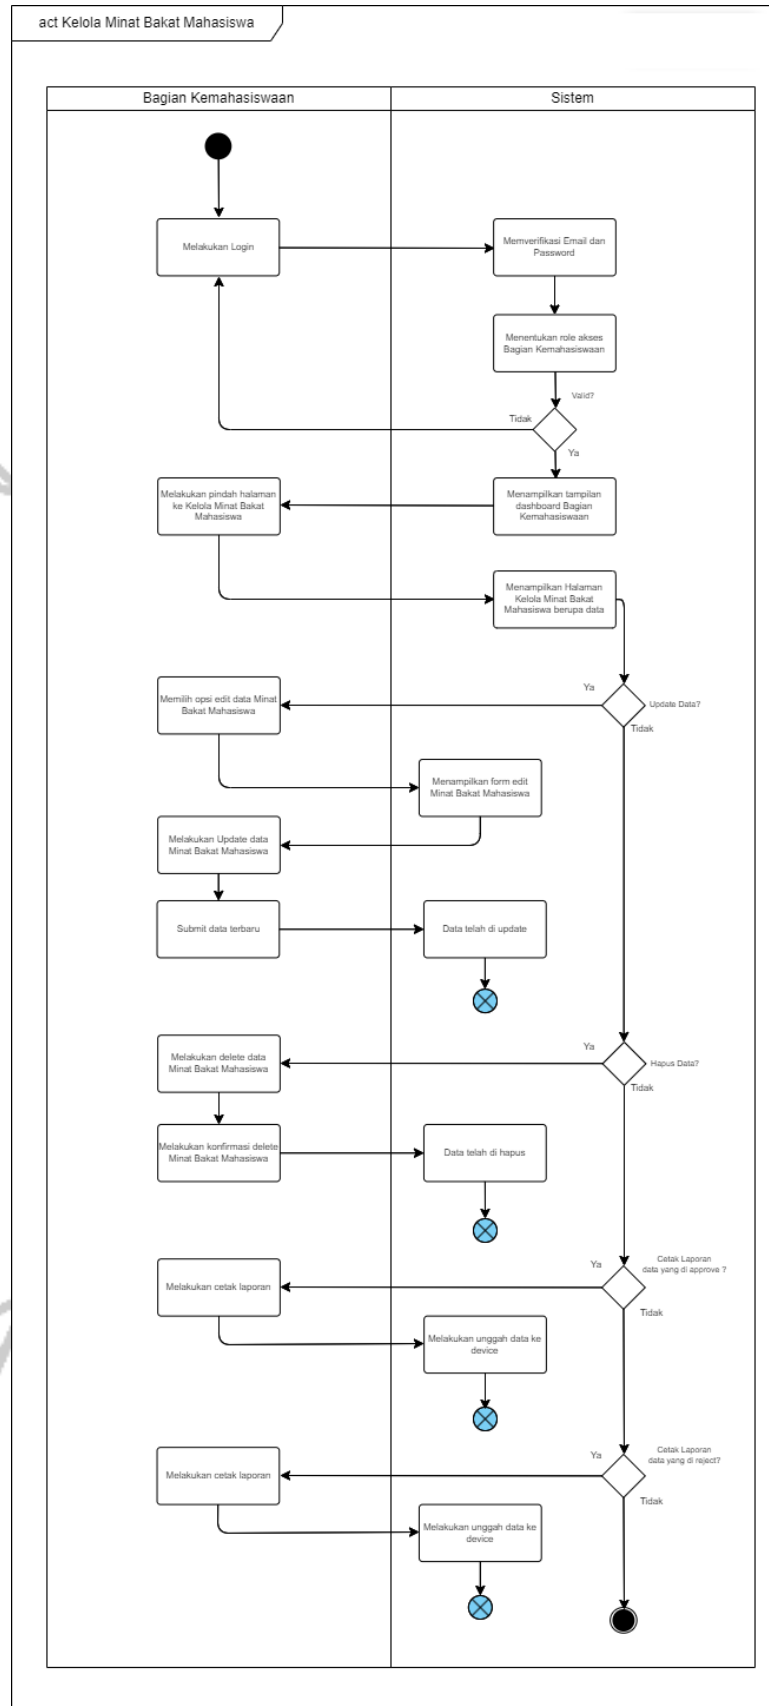 act Kelola Minat Bakat Mahasiswa
Bagian Kemahasiswaan
Sistem
Melakukan Login
Memverifikasi Email dan
Password
Menentukan role akses
Bagian Kemahasiswaan
Valid?
Tidak
Ya
Melakukan pindah halaman
ke Kelola Minat Bakat
Mahasiswa
Menampilkan tampilan
dashboard Bagian
Kemahasiswaan
Menampilkan Halaman
Kelola Minat Bakat
Mahasiswa berupa data
Memilih opsi edit data Minat
Bakat Mahasiswa
Ya
Update Data?
Tidak
Menampilkan form edit
Minat Bakat Mahasiswa
Melakukan Update data
Minat Bakat Mahasiswa
Submit data terbaru
Data telah di update
Melakukan delete data
Minat Bakat Mahasiswa
Ya
Hapus Data?
Tidak
Melakukan konfirmasi delete
Minat Bakat Mahasiswa
Data telah di hapus
Melakukan cetak laporan
Ya
Cetak Laporan
data yang di approve ?
Tidak
Melakukan unggah data ke
device
Melakukan cetak laporan
Ya
Cetak Laporan
data yang di reject?
Tidak
Melakukan unggah data ke
device